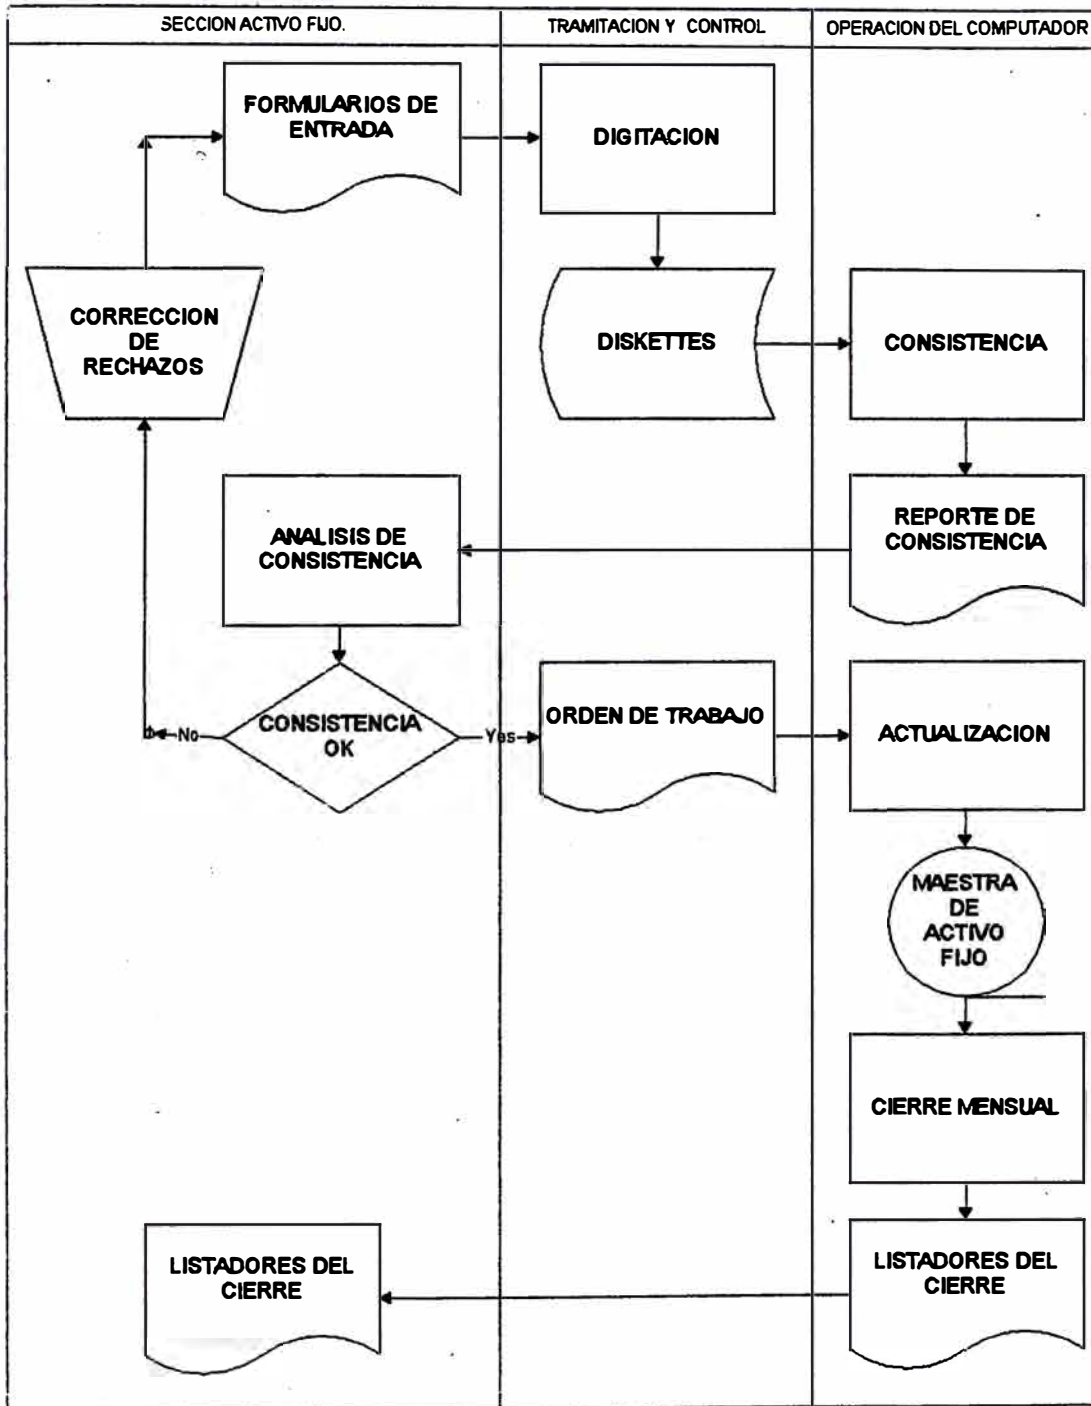 SECCION ACTIVO FIJO.
TRAMITACION Y CONTROL
OPERACION DEL COMPUTADOR
FORMULARIOS DE
ENTRADA
DIGITACION
CORRECCION
DE
RECHAZOS
DISKETTES
CONSISTENCIA
ANALISIS DE
CONSISTENCIA
REPORTE DE
CONSISTENCIA
No
CONSISTENCIA
OK
Yes
ORDEN DE TRABAJO
ACTUALIZACION
MAESTRA
DE
ACTIVO
FIJO
CIERRE MENSUAL
LISTADORES DEL
CIERRE
LISTADORES DEL
CIERRE